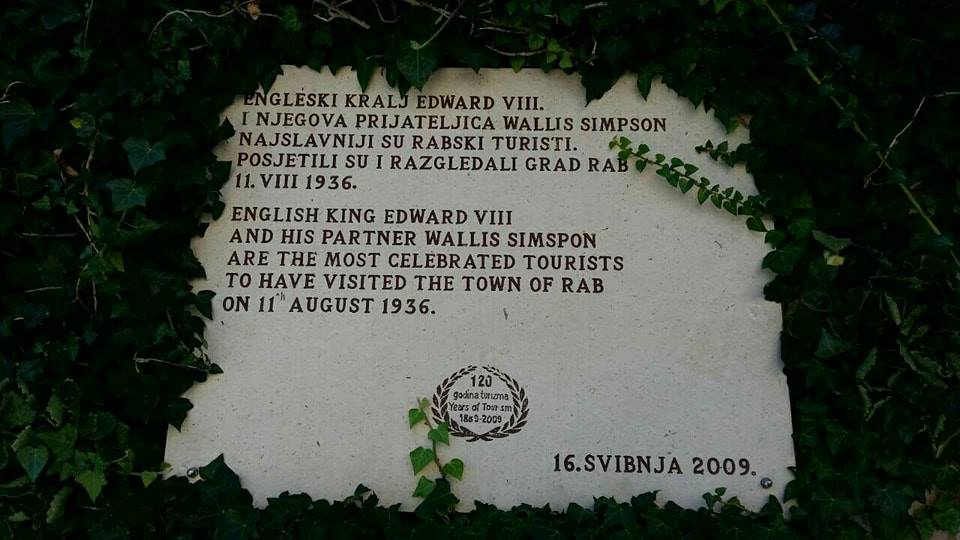 ENGLESKI KRALJ EDWARD VIII.
I NJEGOVA PRIJATELJICA WALLIS SIMPSON
NAJSLAVNIJI SU RABSKI TURISTI.
POSJETILI SU I RAZGLEDALI GRAD RAB
11. VIII 1936.
ENGLISH KING EDWARD VIII
AND HIS PARTNER WALLIS SIMSPON
ARE THE MOST CELEBRATED TOURISTS
TO HAVE VISITED THE TOWN OF RAB
ON 11th AUGUST 1936.
120
godina turizma
Years of Tourism
1889-2009
16.SVIBNJA 2009.